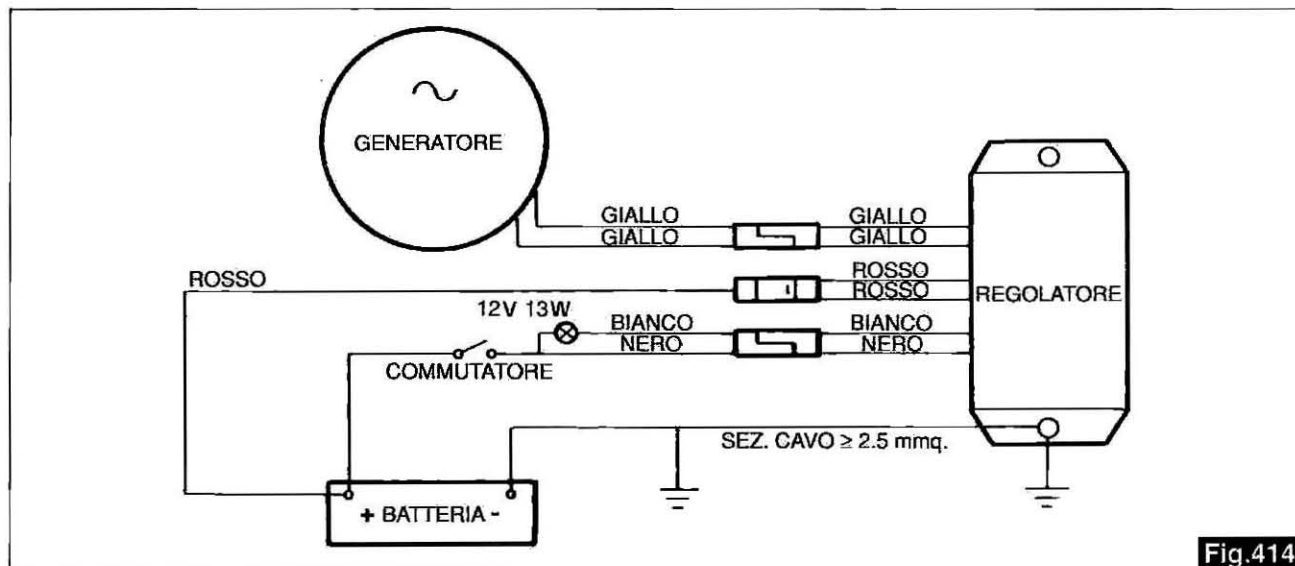 GENERATORE
GIALLO
GIALLO
GIALLO
GIALLO
ROSSO
ROSSO
ROSSO
REGOLATORE
12V 13W
BIANCO
BIANCO
NERO
NERO
COMMUTATORE
SEZ. CAVO ≥ 2.5 mmq.
+ BATTERIA -
Fig.414